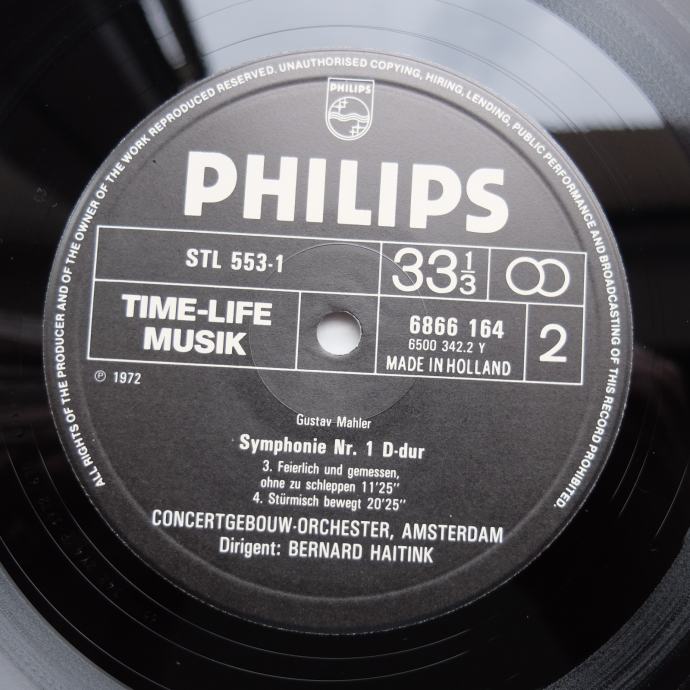 ALL RIGHTS OF THE PRODUCER AND OF THE OWNER OF THE WORK REPRODUCED RESERVED. UNAUTHORISED COPYING, HIRING, LENDING, PUBLIC PERFORMANCE AND BROADCASTING OF THIS RECORD PROHIBITED.
PHILIPS
PHILIPS
STL 553-1
33 1/3
TIME-LIFE
MUSIK
6866 164
6500 342.2 Y
MADE IN HOLLAND
2
℗ 1972
Gustav Mahler
Symphonie Nr. 1 D-dur
3. Feierlich und gemessen,
ohne zu schleppen 11'25"
4. Stürmisch bewegt 20'25"
CONCERTGEBOUW-ORCHESTER, AMSTERDAM
Dirigent: BERNARD HAITINK